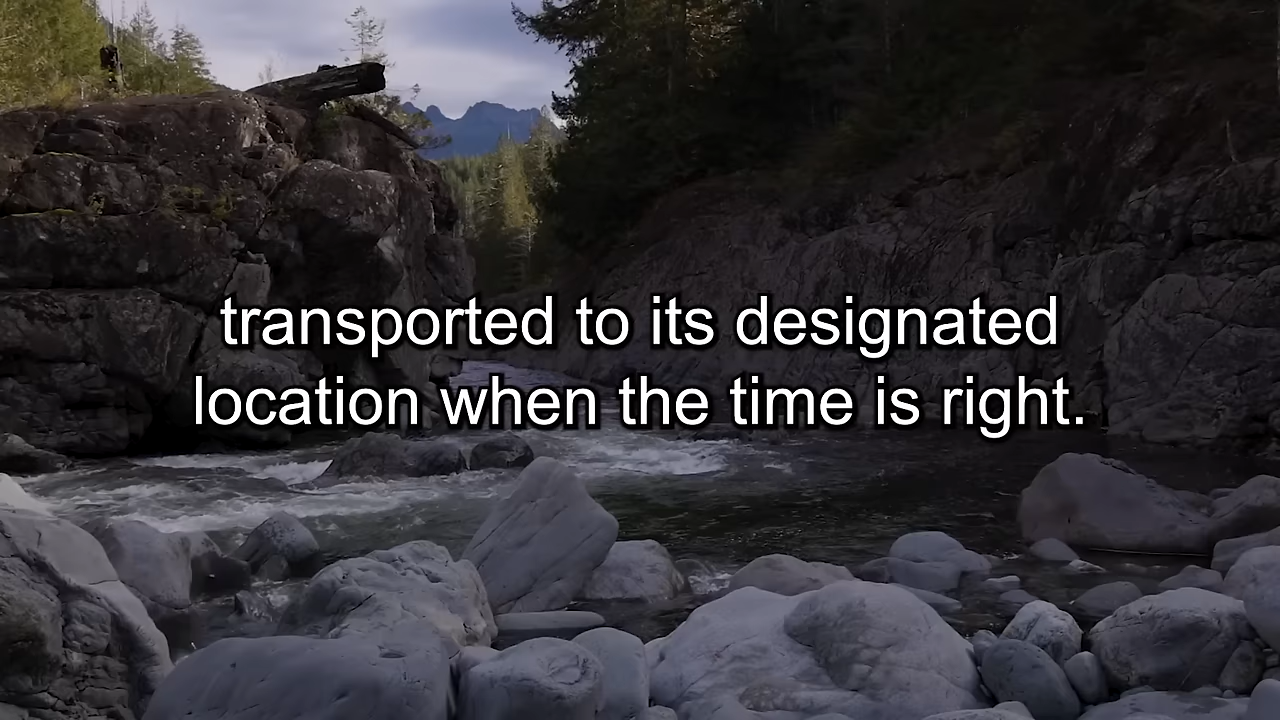 transported to its designated
location when the time is right.